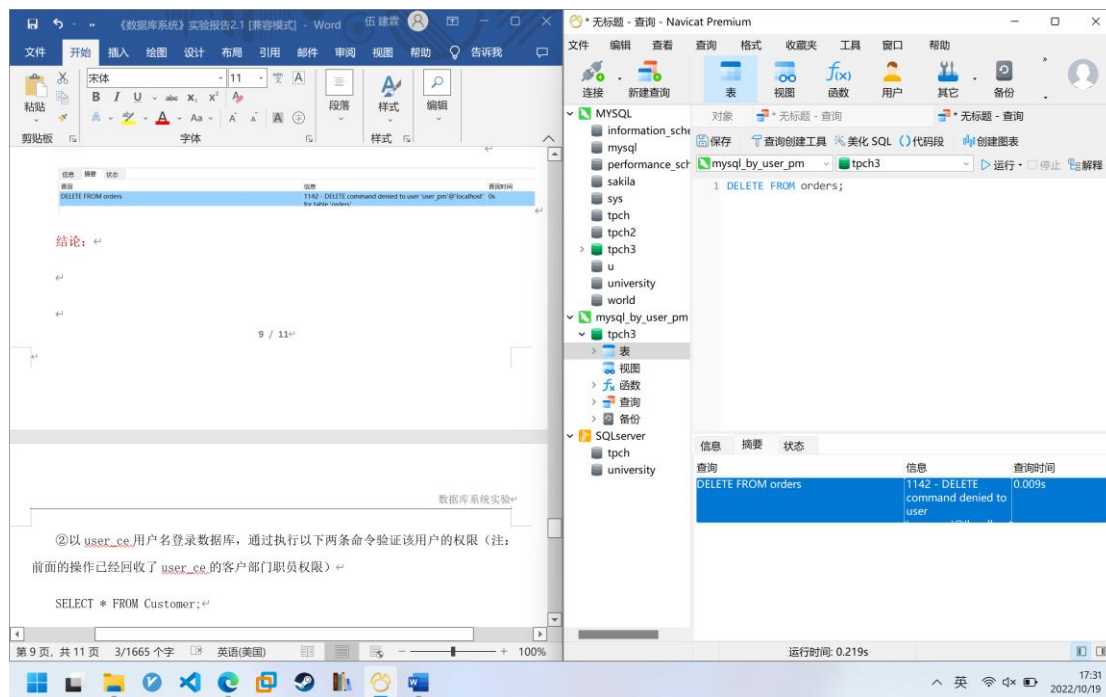 《数据库系统》实验报告2.1 [兼容模式] - Word 伍 建霖
文件 开始 插入 绘图 设计 布局 引用 邮件 审阅 视图 帮助 告诉我
宋体 11
粘贴 段落 样式 编辑
剪贴板 字体 样式
信息 摘要 状态
查询 信息 查询时间
DELETE FROM orders 1142 - DELETE command denied to user 'user_pm'@'localhost' 0s
for table 'orders'
结论:
9 / 11
数据库系统实验
②以 user_ce 用户名登录数据库,通过执行以下两条命令验证该用户的权限(注:
前面的操作已经回收了 user_ce 的客户部门职员权限)
SELECT * FROM Customer;
第 9 页,共 11 页 3/1665 个字 英语(美国) 100%
* 无标题 - 查询 - Navicat Premium
文件 编辑 查看 查询 格式 收藏夹 工具 窗口 帮助
连接 新建查询 表 视图 函数 用户 其它 备份
MYSQL
information_sche
mysql
performance_sch
sakila
sys
tpch
tpch2
tpch3
u
university
world
mysql_by_user_pm
tpch3
表
视图
函数
查询
备份
SQLserver
tpch
university
对象 * 无标题 - 查询 * 无标题 - 查询
保存 查询创建工具 美化 SQL ()代码段 创建图表
mysql_by_user_pm tpch3 运行 停止 解释
1 DELETE FROM orders;
信息 摘要 状态
查询 信息 查询时间
DELETE FROM orders 1142 - DELETE 0.009s
command denied to
user
运行时间: 0.219s
英 17:31
2022/10/19